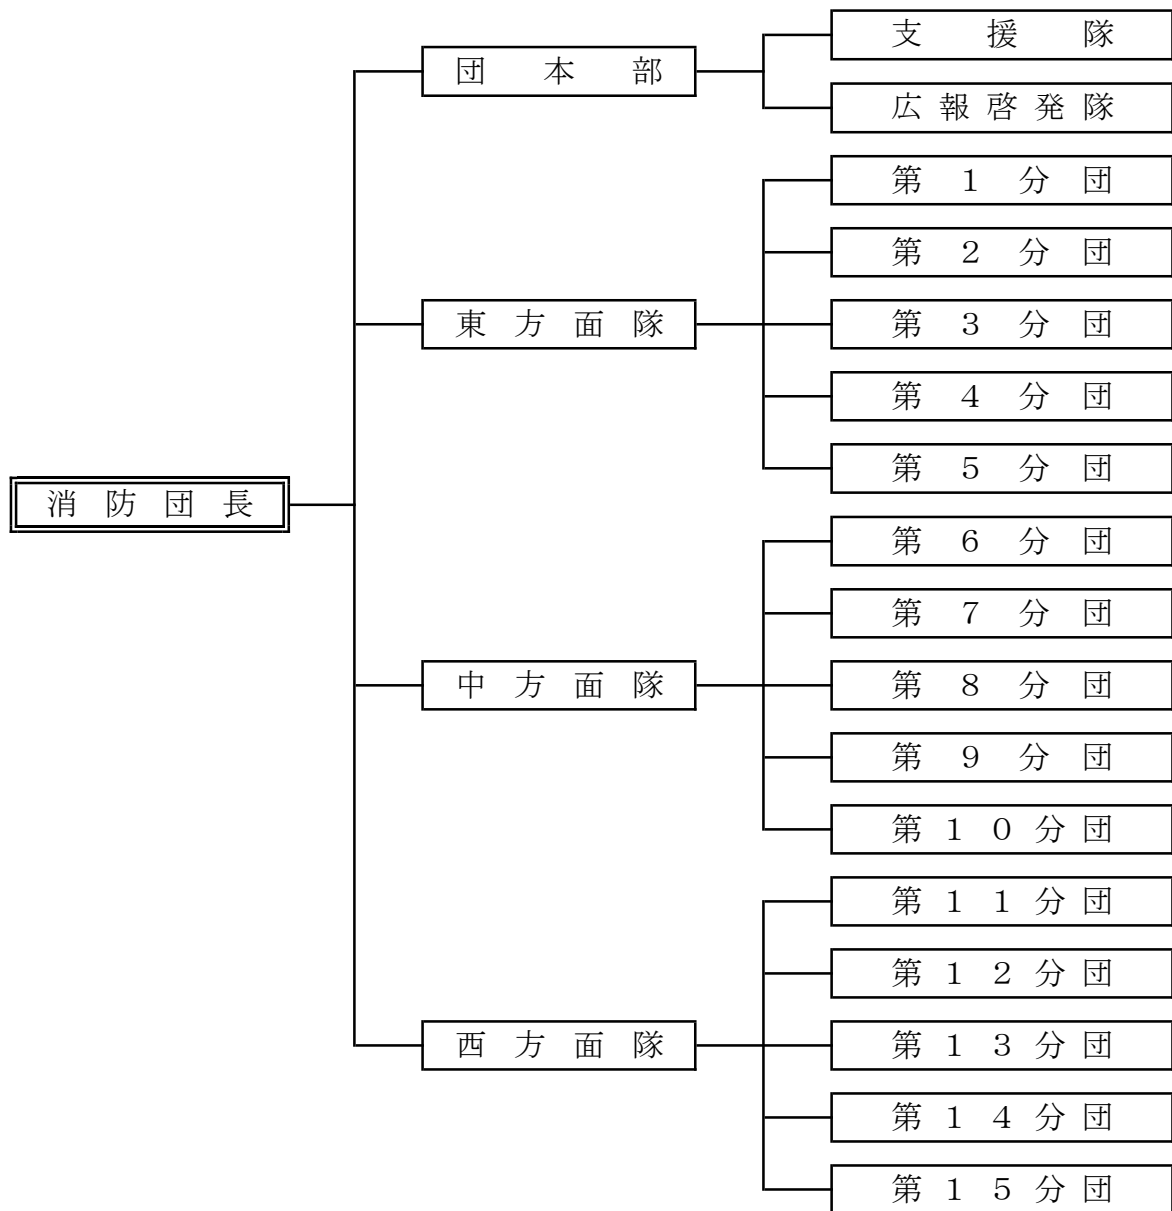 支援隊
団本部
広報啓発隊
第１分団
第２分団
東方面隊
第３分団
第４分団
第５分団
消防団長
第６分団
第７分団
中方面隊
第８分団
第９分団
第１０分団
第１１分団
第１２分団
西方面隊
第１３分団
第１４分団
第１５分団